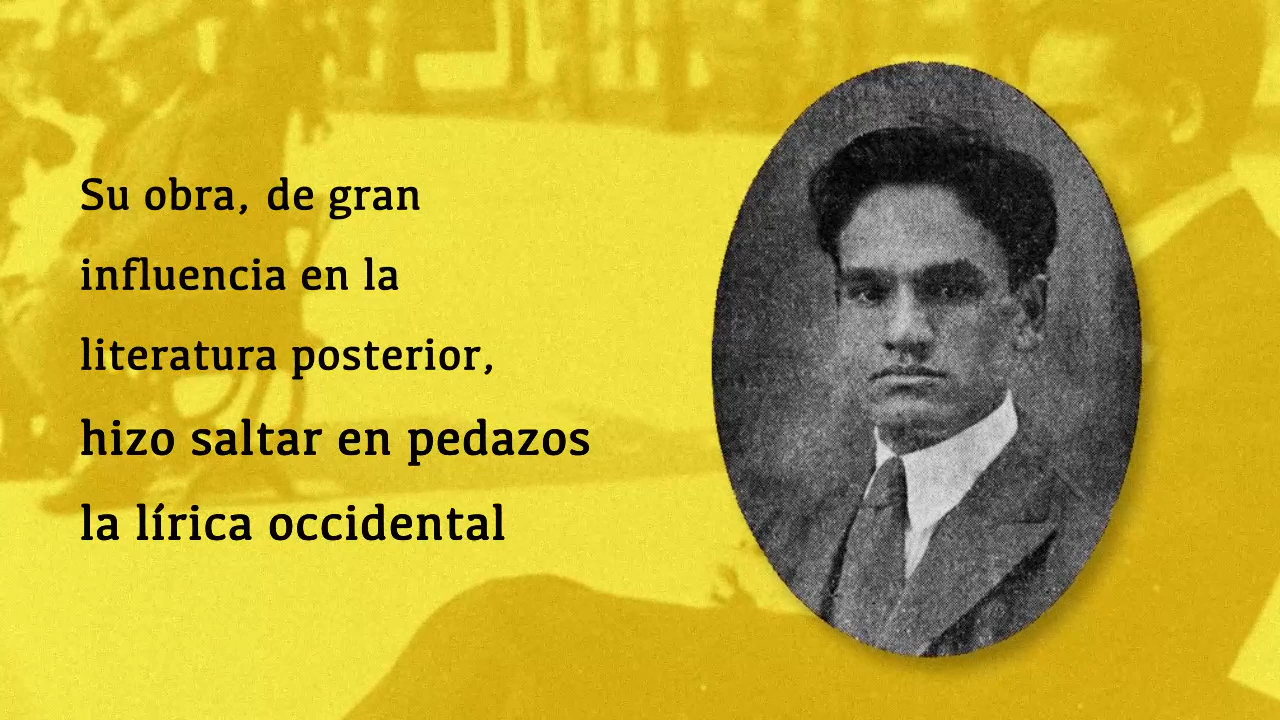 Su obra, de gran
influencia en la
literatura posterior,
hizo saltar en pedazos
la lírica occidental